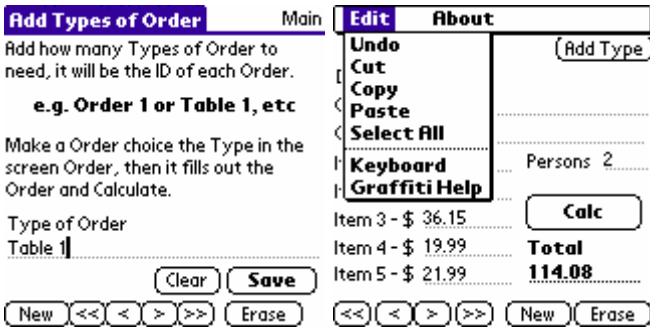 Add Types of Order
Main
Add how many Types of Order to
need, it will be the ID of each Order.
e.g. Order 1 or Table 1, etc
Make a Order choice the Type in the
screen Order, then it fills out the
Order and Calculate.
Type of Order
Table 1
Clear
Save
New
<<
<
>
>>
Erase
Edit
About
Undo
Cut
Copy
Paste
Select All
Keyboard
Graffiti Help
Add Type
Persons 2
Item 3 - $ 36.15
Calc
Item 4 - $ 19.99
Total
Item 5 - $ 21.99
114.08
<<
<
>
>>
New
Erase